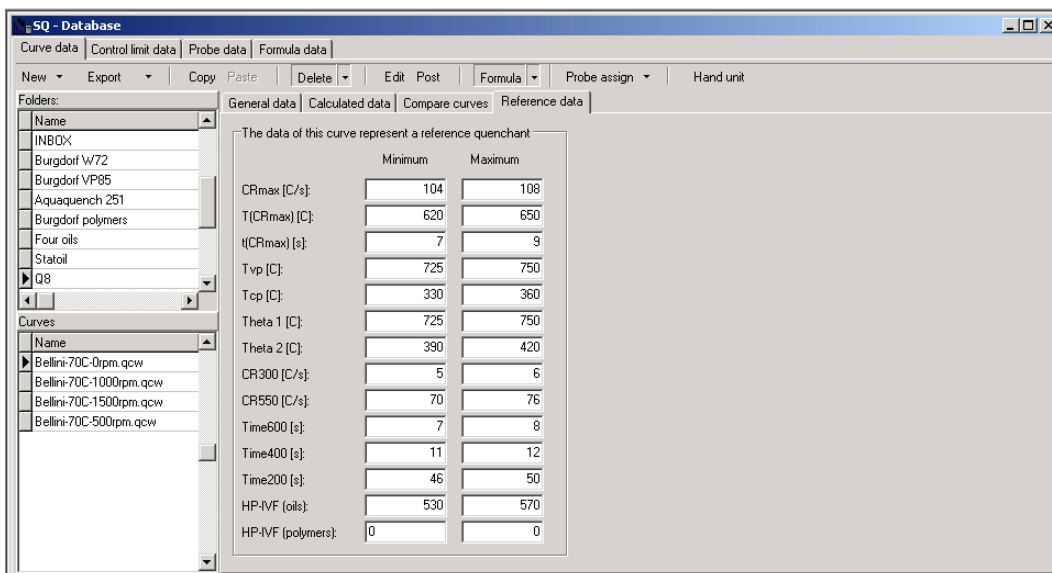 SQ - Database
Curve data Control limit data Probe data Formula data
New Export Copy Paste Delete Edit Post Formula Probe assign Hand unit
Folders:
Name
INBOX
Burgdorf W72
Burgdorf VP85
Aquaquench 251
Burgdorf polymers
Four oils
Statoil
Q8
Curves
Name
Bellini-70C-0rpm.qcw
Bellini-70C-1000rpm.qcw
Bellini-70C-1500rpm.qcw
Bellini-70C-500rpm.qcw
General data Calculated data Compare curves Reference data
The data of this curve represent a reference quenchant
Minimum Maximum
CRmax [C/s]: 104 108
T(CRmax) [C]: 620 650
t(CRmax) [s]: 7 9
Tvp [C]: 725 750
Tcp [C]: 330 360
Theta 1 [C]: 725 750
Theta 2 [C]: 390 420
CR300 [C/s]: 5 6
CR550 [C/s]: 70 76
Time600 [s]: 7 8
Time400 [s]: 11 12
Time200 [s]: 46 50
HP-IVF (oils): 530 570
HP-IVF (polymers): 0 0